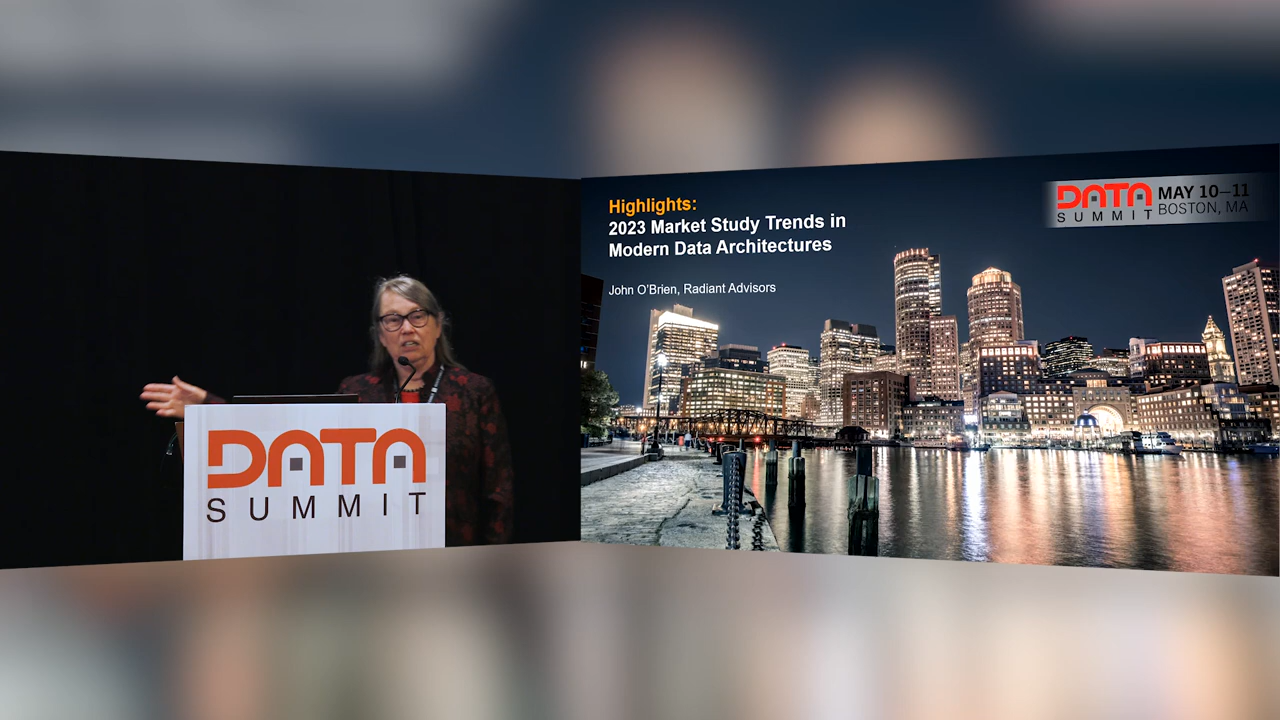 DATA
SUMMIT
Highlights:
2023 Market Study Trends in
Modern Data Architectures
John O'Brien, Radiant Advisors
DATA
SUMMIT
MAY 10–11
BOSTON, MA